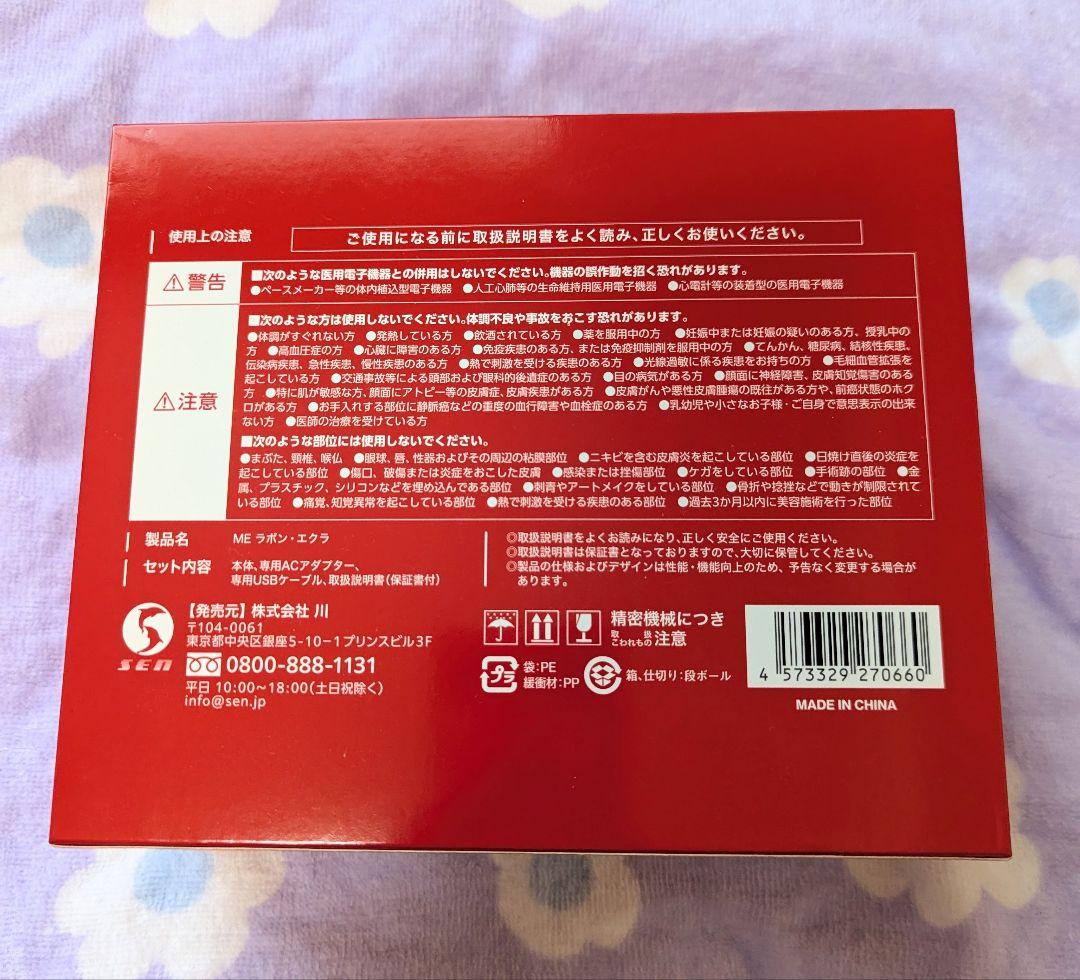 使用上の注意
ご使用になる前に取扱説明書をよく読み、正しくお使いください。
⚠警告
■次のような医用電子機器との併用はしないでください。機器の誤作動を招く恐れがあります。
●ペースメーカー等の体内植込型電子機器 ●人工心肺等の生命維持用医用電子機器 ●心電計等の装着型の医用電子機器
⚠注意
■次のような方は使用しないでください。体調不良や事故をおこす恐れがあります。
●体調がすぐれない方 ●発熱している方 ●飲酒されている方 ●薬を服用中の方 ●妊娠中または妊娠の疑いのある方、授乳中の
方 ●高血圧症の方 ●心臓に障害のある方 ●免疫疾患のある方、または免疫抑制剤を服用中の方 ●てんかん、糖尿病、結核性疾患、
伝染病疾患、急性疾患、慢性疾患のある方 ●熱で刺激を受ける疾患のある方 ●光線過敏に係る疾患をお持ちの方 ●毛細血管拡張を
起こしている方 ●交通事故等による頭部および眼科的後遺症のある方 ●目の病気がある方 ●顔面に神経障害、皮膚知覚障害のある
方 ●特に肌が敏感な方、顔面にアトピー等の皮膚症、皮膚疾患がある方 ●皮膚がんや悪性皮膚腫瘍の既往がある方や、前癌状態のホク
ロがある方 ●お手入れする部位に静脈瘤などの重度の血行障害や血栓症のある方 ●乳幼児や小さなお子様・ご自身で意思表示の出来
ない方 ●医師の治療を受けている方
■次のような部位には使用しないでください。
●まぶた、頸椎、喉仏 ●眼球、唇、性器およびその周辺の粘膜部位 ●ニキビを含む皮膚炎を起こしている部位 ●日焼け直後の炎症を
起こしている部位 ●傷口、破傷または炎症をおこした皮膚 ●感染または挫傷部位 ●ケガをしている部位 ●手術跡の部位 ●金
属、プラスチック、シリコンなどを埋め込んである部位 ●刺青やアートメイクをしている部位 ●骨折や捻挫などで動きが制限されて
いる部位 ●痛覚、知覚異常を起こしている部位 ●熱で刺激を受ける疾患のある部位 ●過去3か月以内に美容施術を行った部位
製品名 ME ラボン・エクラ
セット内容 本体、専用ACアダプター、
専用USBケーブル、取扱説明書(保証書付)
◎取扱説明書をよくお読みになり、正しく安全にご使用ください。
◎取扱説明書は保証書となっておりますので、大切に保管してください。
◎製品の仕様およびデザインは性能・機能向上のため、予告なく変更する場合が
あります。
SEN
【発売元】株式会社 川
〒104-0061
東京都中央区銀座5-10-1プリンスビル3F
0800-888-1131
平日 10:00~18:00(土日祝除く)
info@sen.jp
精密機械につき
取扱注意
こわれもの
プラ
袋:PE
緩衝材:PP
箱、仕切り:段ボール
4 573329 270660
MADE IN CHINA